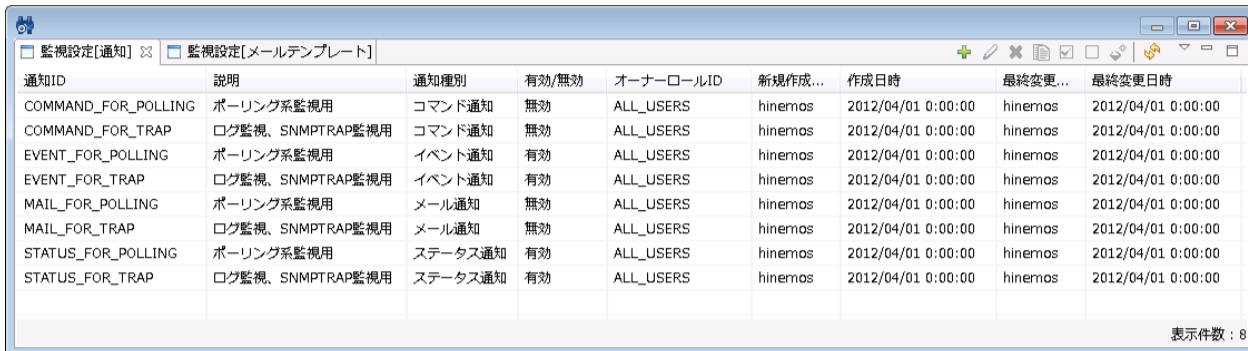 監視設定[通知] 監視設定[メールテンプレート]
通知ID 説明 通知種別 有効/無効 オーナーロールID 新規作成... 作成日時 最終変更... 最終変更日時
COMMAND_FOR_POLLING ポーリング系監視用 コマンド通知 無効 ALL_USERS hinemos 2012/04/01 0:00:00 hinemos 2012/04/01 0:00:00
COMMAND_FOR_TRAP ログ監視、SNMPTRAP監視用 コマンド通知 無効 ALL_USERS hinemos 2012/04/01 0:00:00 hinemos 2012/04/01 0:00:00
EVENT_FOR_POLLING ポーリング系監視用 イベント通知 有効 ALL_USERS hinemos 2012/04/01 0:00:00 hinemos 2012/04/01 0:00:00
EVENT_FOR_TRAP ログ監視、SNMPTRAP監視用 イベント通知 有効 ALL_USERS hinemos 2012/04/01 0:00:00 hinemos 2012/04/01 0:00:00
MAIL_FOR_POLLING ポーリング系監視用 メール通知 無効 ALL_USERS hinemos 2012/04/01 0:00:00 hinemos 2012/04/01 0:00:00
MAIL_FOR_TRAP ログ監視、SNMPTRAP監視用 メール通知 無効 ALL_USERS hinemos 2012/04/01 0:00:00 hinemos 2012/04/01 0:00:00
STATUS_FOR_POLLING ポーリング系監視用 ステータス通知 有効 ALL_USERS hinemos 2012/04/01 0:00:00 hinemos 2012/04/01 0:00:00
STATUS_FOR_TRAP ログ監視、SNMPTRAP監視用 ステータス通知 有効 ALL_USERS hinemos 2012/04/01 0:00:00 hinemos 2012/04/01 0:00:00
表示件数 : 8